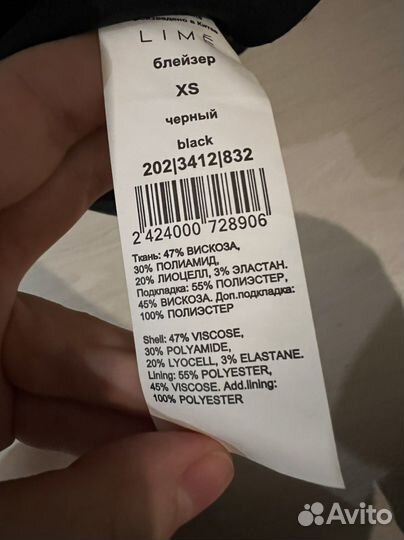 в Китае
LIME
блейзер
XS
черный
black
202|3412|832
2 424000 728906
Ткань: 47% ВИСКОЗА,
30% ПОЛИАМИД,
20% ЛИОЦЕЛЛ, 3% ЭЛАСТАН.
Подкладка: 55% ПОЛИЭСТЕР,
45% ВИСКОЗА. Доп.подкладка:
100% ПОЛИЭСТЕР
Shell: 47% VISCOSE,
30% POLYAMIDE,
20% LYOCELL, 3% ELASTANE.
Lining: 55% POLYESTER,
45% VISCOSE. Add.lining:
100% POLYESTER
Avito